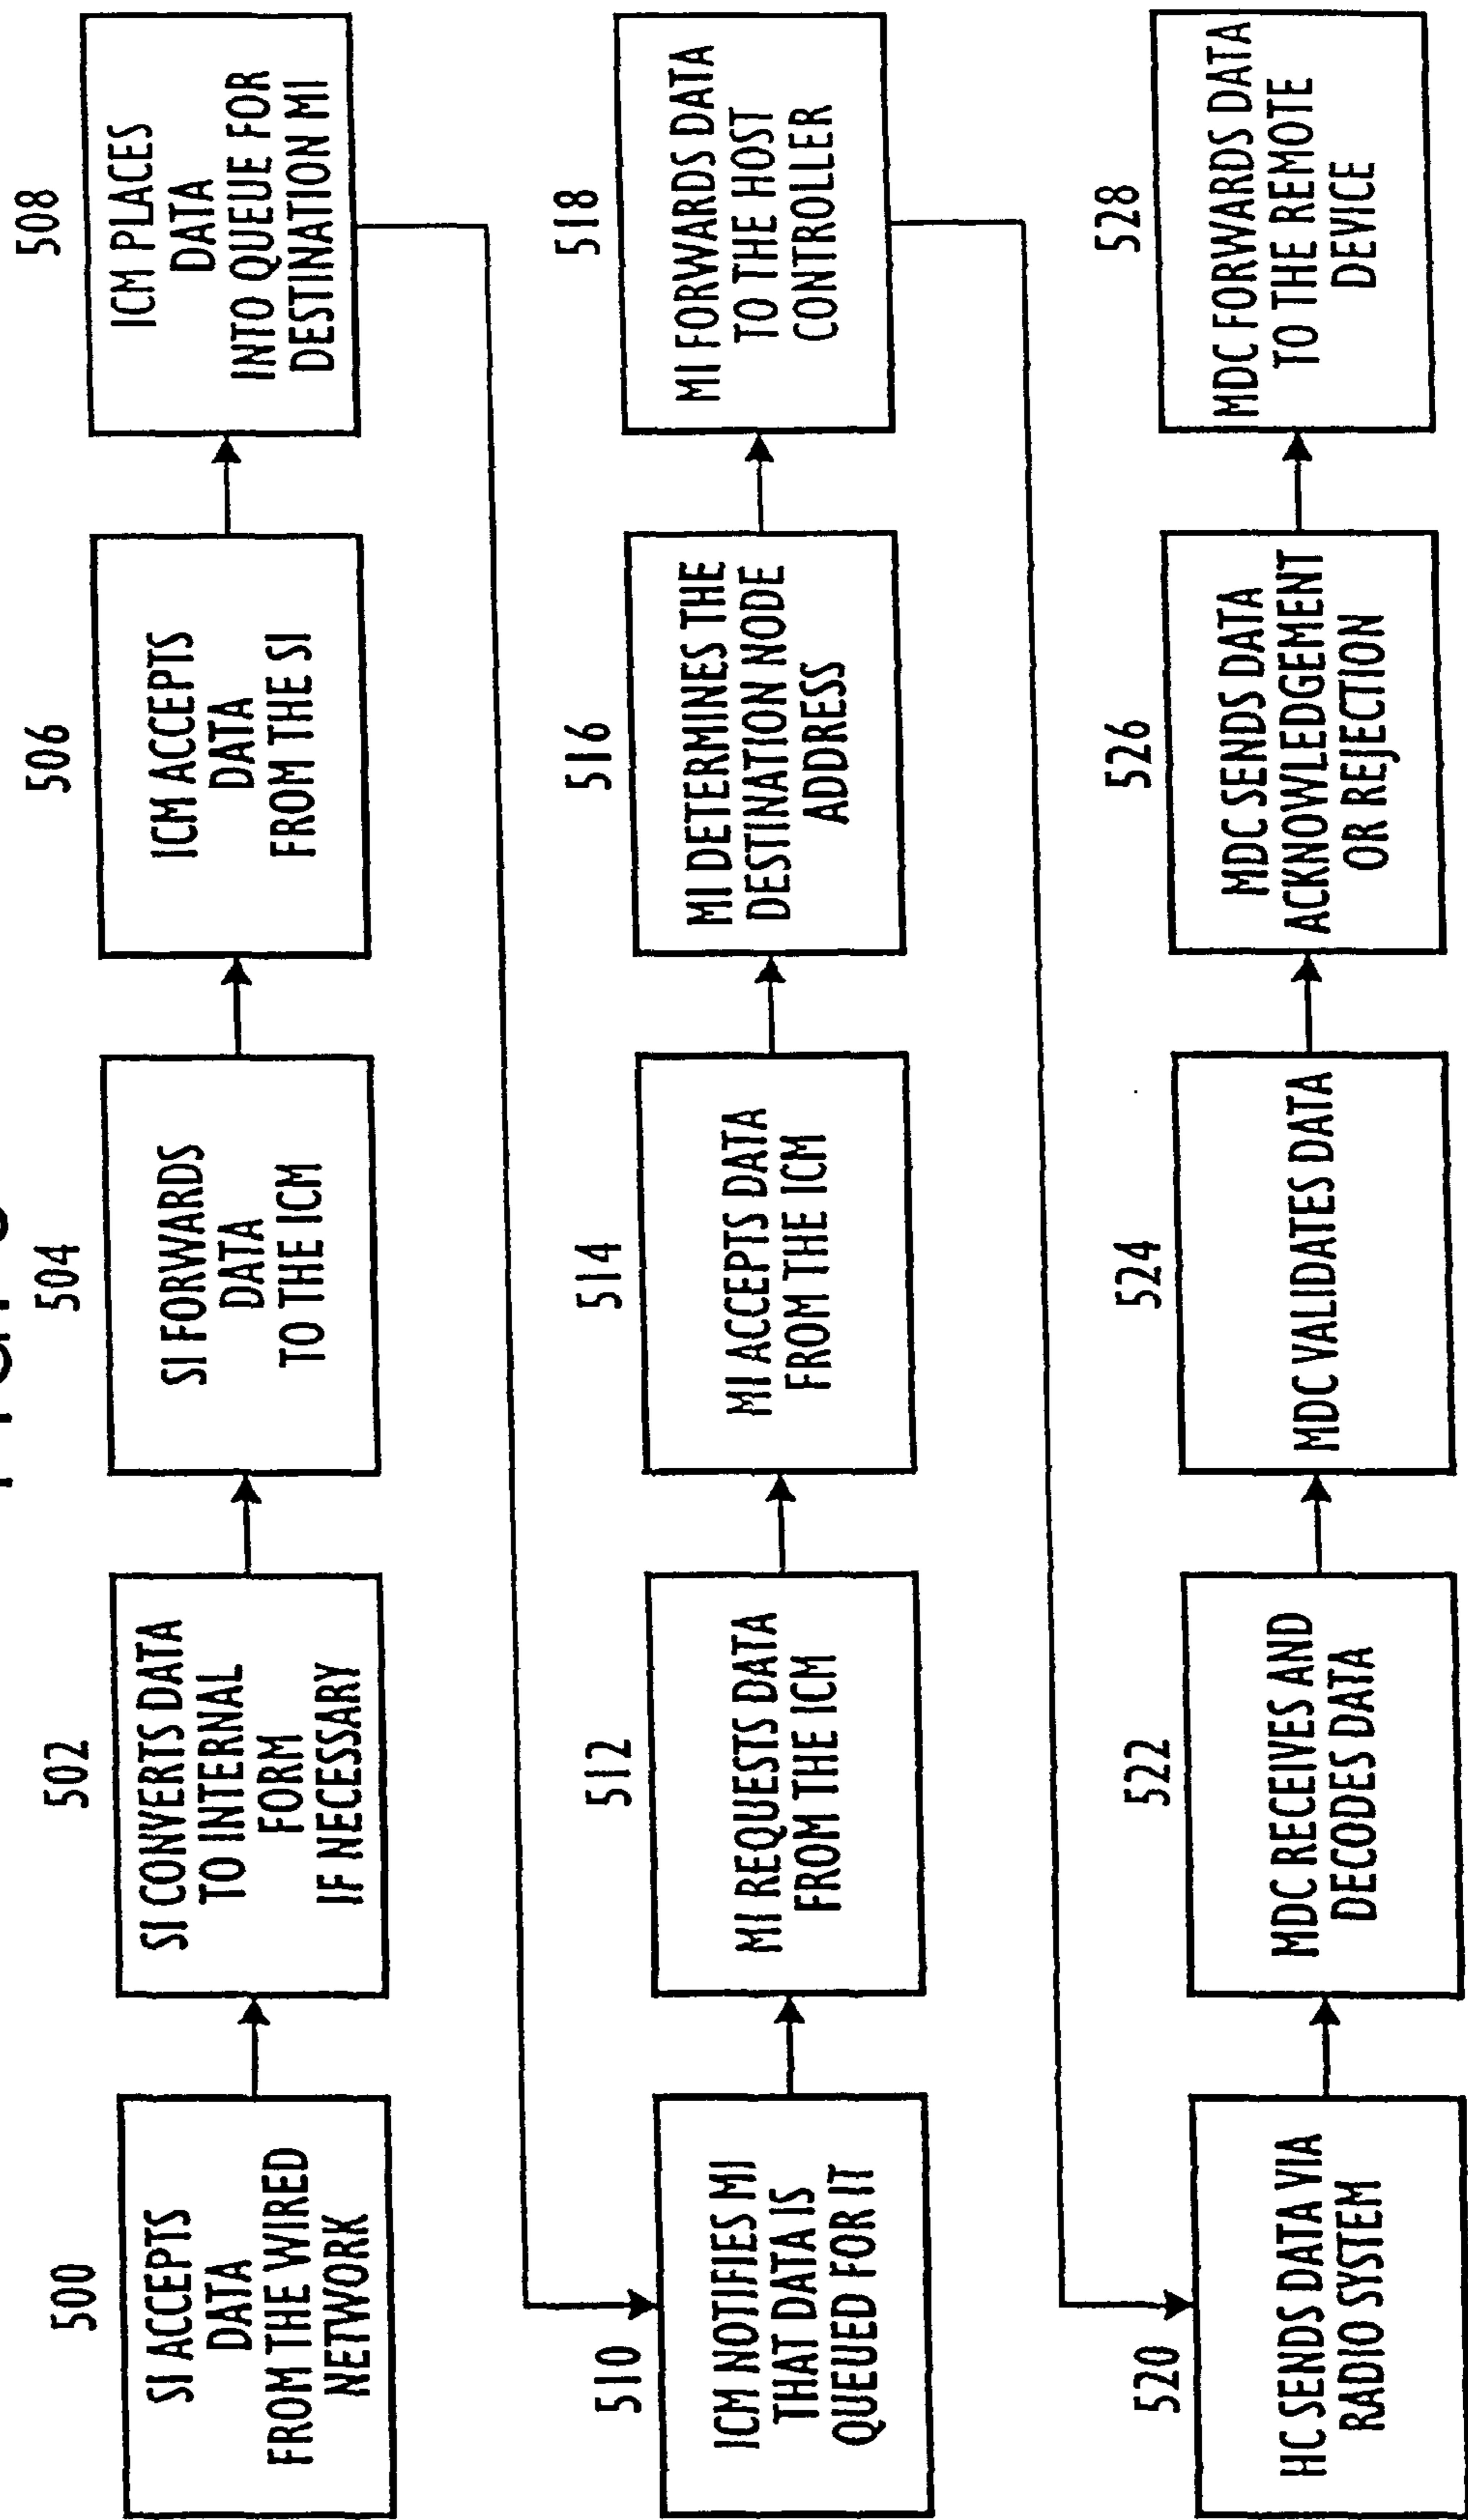 500
SI ACCEPTS
DATA
FROM THE WIRED
NETWORK
502
SI CONVERTS DATA
TO INTERNAL
FORM
IF NECESSARY
504
SI FORWARDS
DATA
TO THE ICM
506
ICM ACCEPTS
DATA
FROM THE SI
508
ICM PLACES
DATA
INTO QUEUE FOR
DESTINATION MI
510
ICM NOTIFIES MI
THAT DATA IS
QUEUED FOR IT
512
MI REQUESTS DATA
FROM THE ICM
514
MI ACCEPTS DATA
FROM THE ICM
516
MI DETERMINES THE
DESTINATION NODE
ADDRESS
518
MI FORWARDS DATA
TO THE HOST
CONTROLLER
520
HC SENDS DATA VIA
RADIO SYSTEM
522
MDC RECEIVES AND
DECODES DATA
524
MDC VALIDATES DATA
526
MDC SENDS DATA
ACKNOWLEDGEMENT
OR REJECTION
528
MDC FORWARDS DATA
TO THE REMOTE
DEVICE